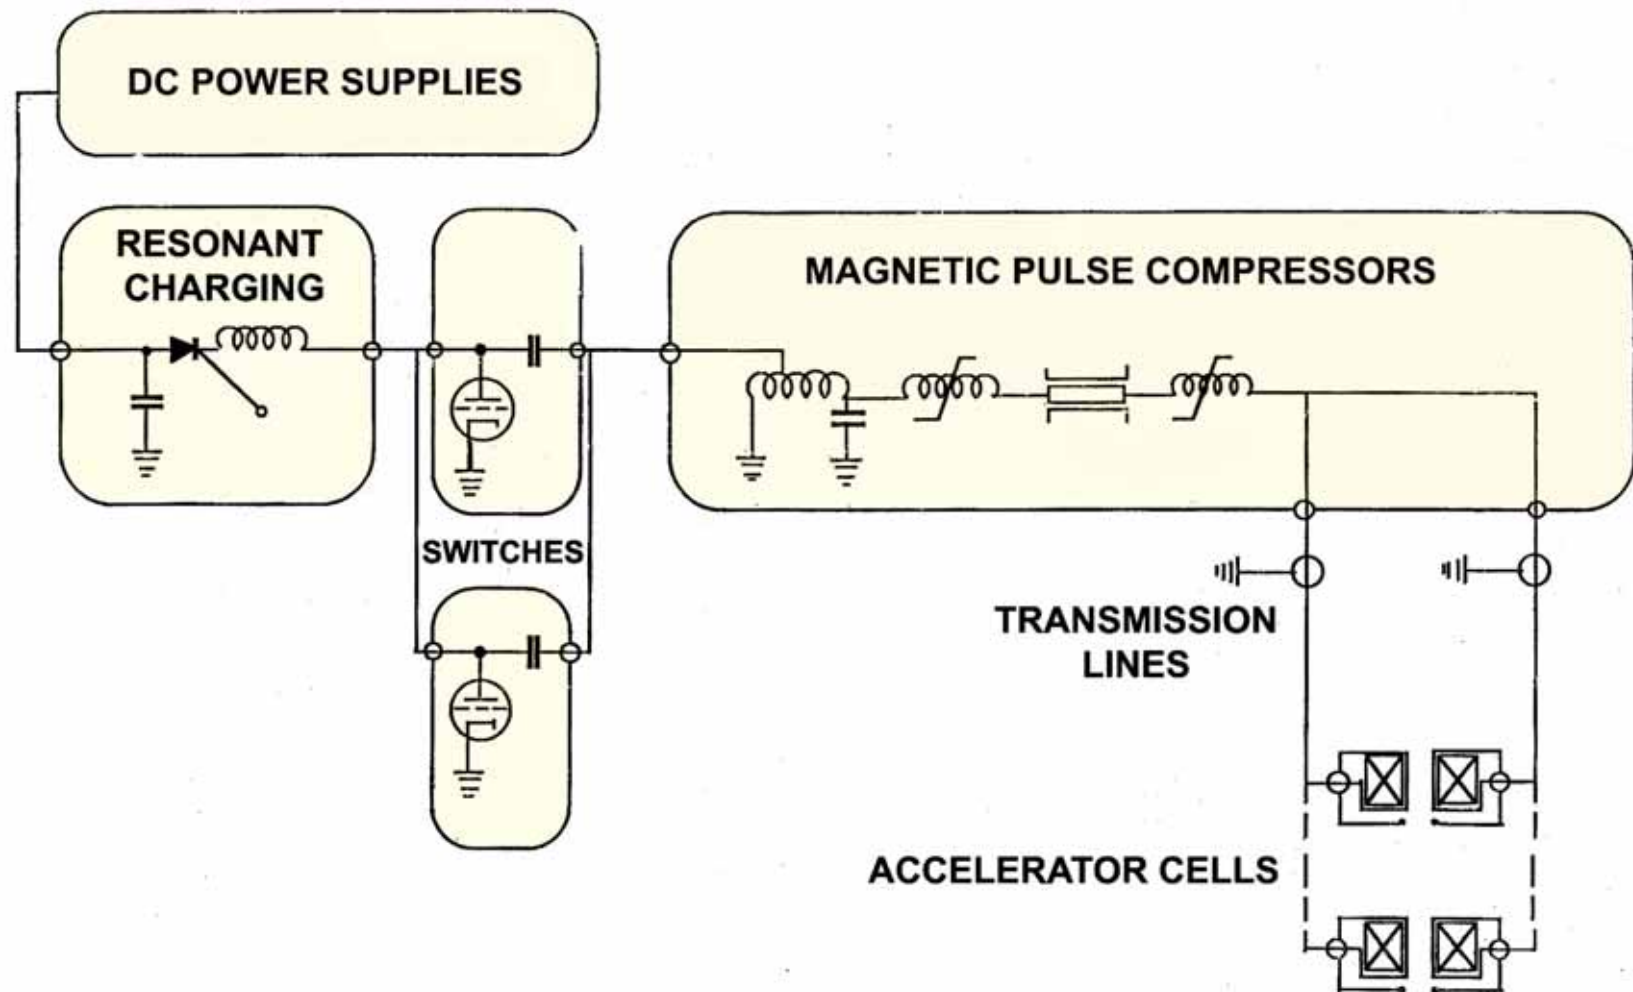 DC POWER SUPPLIES
RESONANT
CHARGING
MAGNETIC PULSE COMPRESSORS
SWITCHES
TRANSMISSION
LINES
ACCELERATOR CELLS